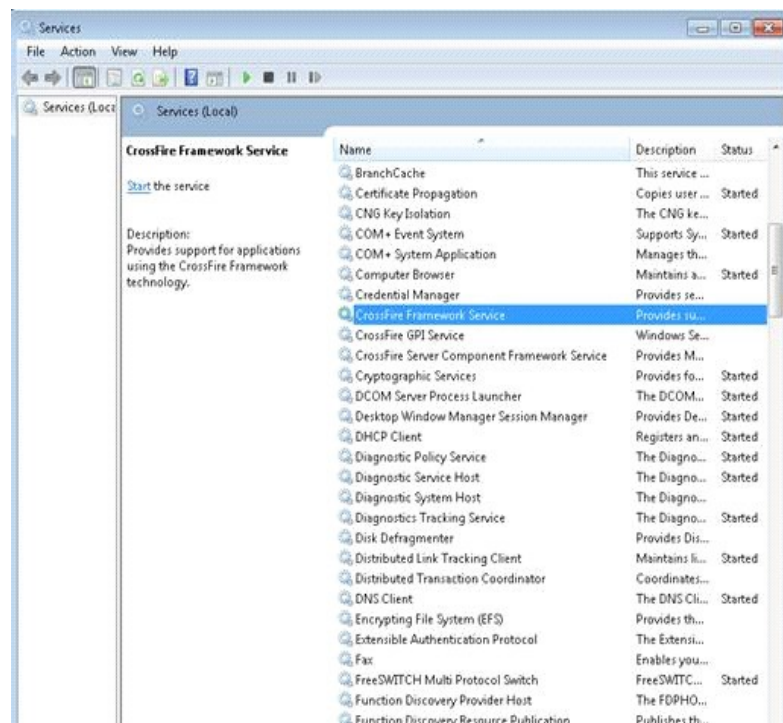 Services
File Action View Help
Services (Loca
Services (Local)
CrossFire Framework Service
Start the service
Description:
Provides support for applications
using the CrossFire Framework
technology.
Name Description Status
BranchCache This service ...
Certificate Propagation Copies user ... Started
CNG Key Isolation The CNG ke...
COM+ Event System Supports Sy... Started
COM+ System Application Manages th...
Computer Browser Maintains a... Started
Credential Manager Provides se...
CrossFire Framework Service Provides su...
CrossFire GPI Service Windows Se...
CrossFire Server Component Framework Service Provides M...
Cryptographic Services Provides fo... Started
DCOM Server Process Launcher The DCOM... Started
Desktop Window Manager Session Manager Provides De... Started
DHCP Client Registers an... Started
Diagnostic Policy Service The Diagno... Started
Diagnostic Service Host The Diagno... Started
Diagnostic System Host The Diagno...
Diagnostics Tracking Service The Diagno... Started
Disk Defragmenter Provides Dis...
Distributed Link Tracking Client Maintains li... Started
Distributed Transaction Coordinator Coordinates...
DNS Client The DNS Cli... Started
Encrypting File System (EFS) Provides th...
Extensible Authentication Protocol The Extensi...
Fax Enables you...
FreeSWITCH Multi Protocol Switch FreeSWITC... Started
Function Discovery Provider Host The FDPHO...
Function Discovery Resource Publication Publishes th...